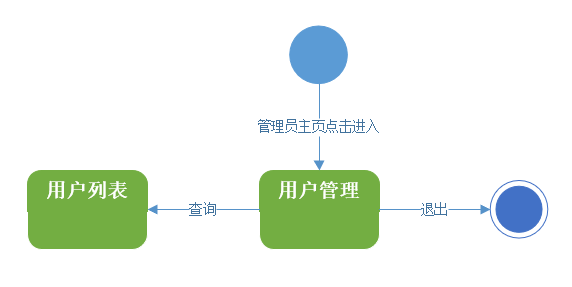 管理员主页点击进入
用户列表
查询
用户管理
退出